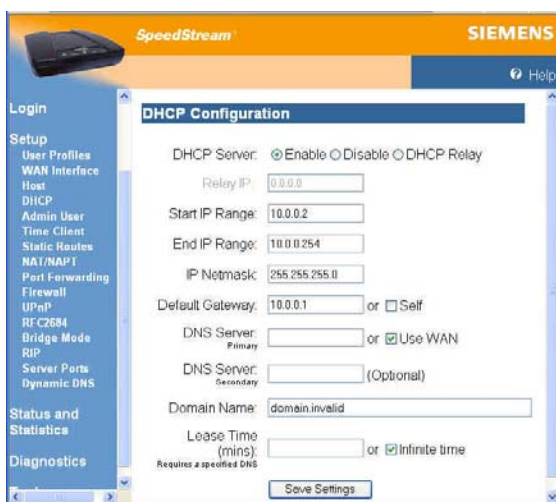 SpeedStream
SIEMENS
Help
Login
Setup
User Profiles
WAN Interface
Host
DHCP
Admin User
Time Client
Static Routes
NAT/NAPT
Port Forwarding
Firewall
UPnP
RFC2684
Bridge Mode
RIP
Server Ports
Dynamic DNS
Status and
Statistics
Diagnostics
DHCP Configuration
DHCP Server: Enable Disable DHCP Relay
Relay IP: 0.0.0.0
Start IP Range: 10.0.0.2
End IP Range: 10.0.0.254
IP Netmask: 255.255.255.0
Default Gateway: 10.0.0.1 or Self
DNS Server: or Use WAN
Primary
DNS Server: (Optional)
Secondary
Domain Name: domain.invalid
Lease Time
(mins): or Infinite time
Requires a specified DNS
Save Settings